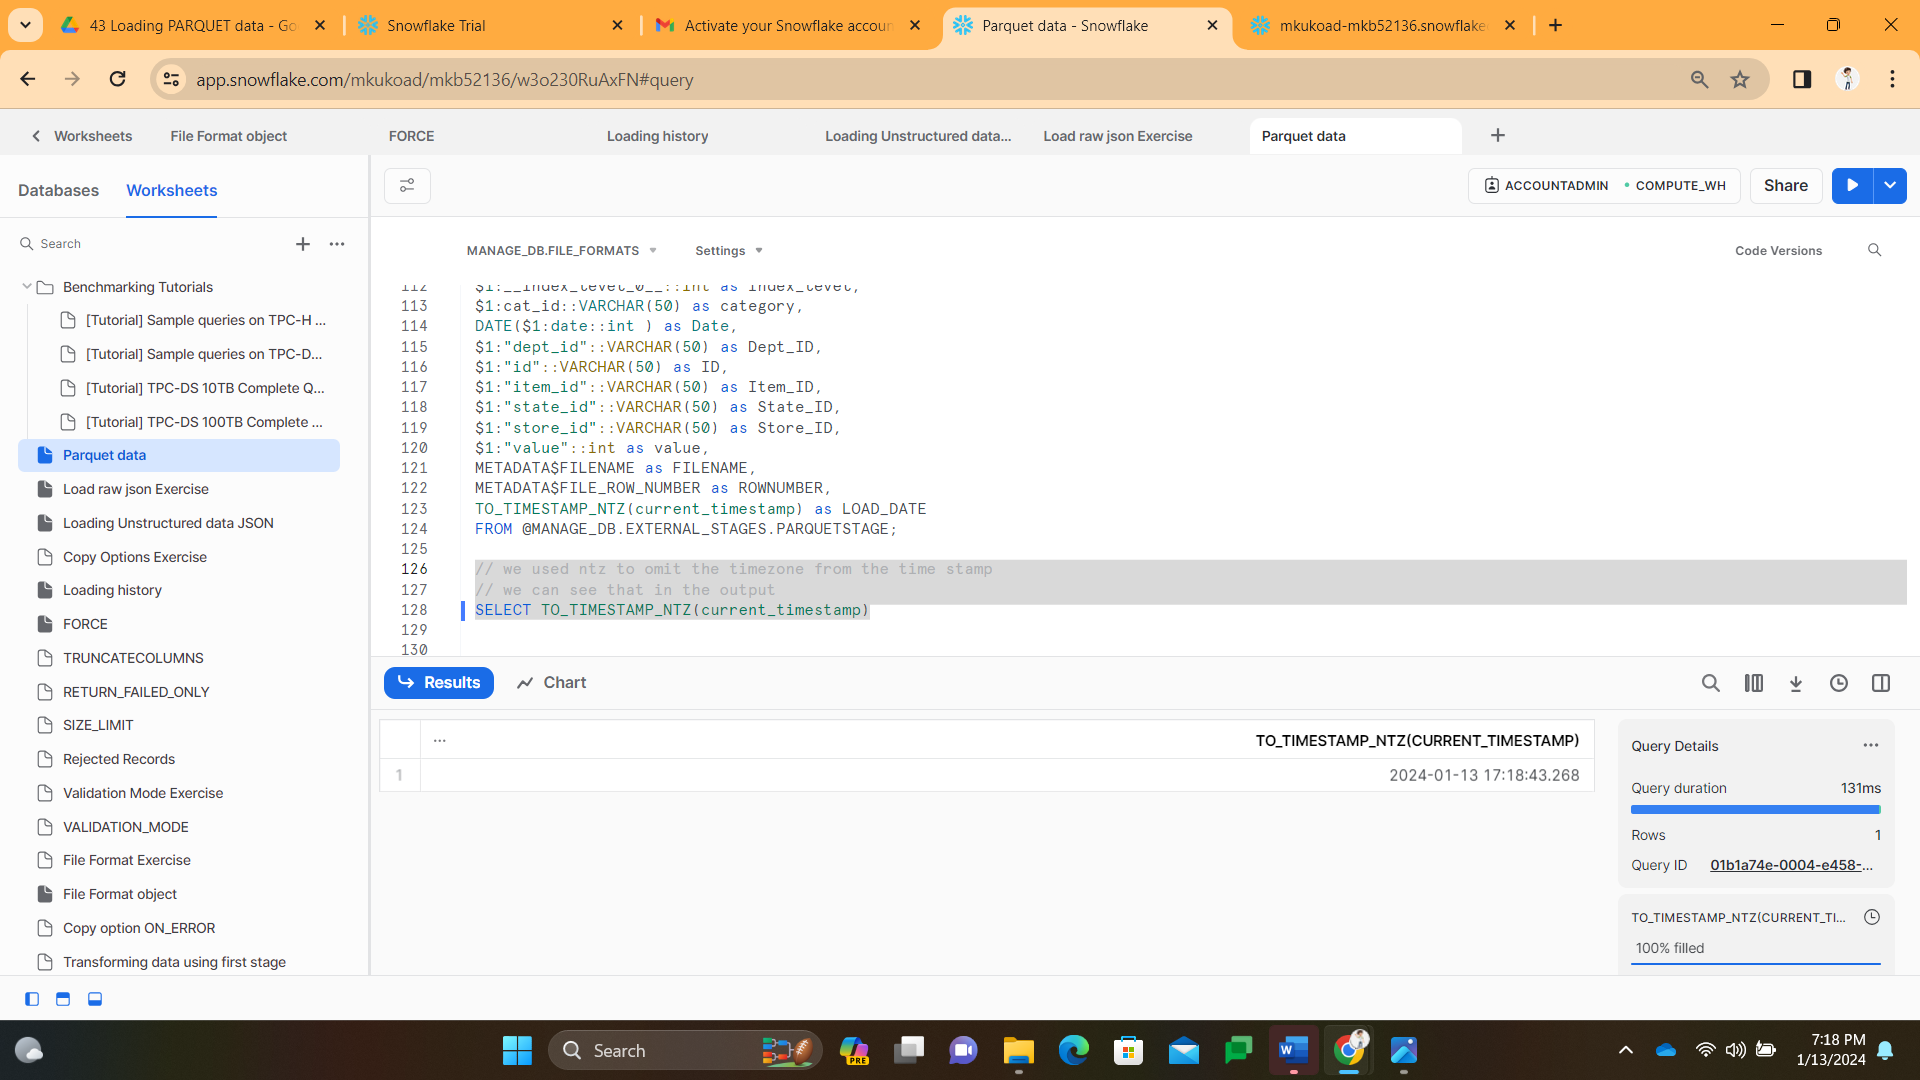 43 Loading PARQUET data - Go
Snowflake Trial
Activate your Snowflake accoun
Parquet data - Snowflake
mkukoad-mkb52136.snowflake
app.snowflake.com/mkukoad/mkb52136/w3o230RuAxFN#query
Worksheets
File Format object
FORCE
Loading history
Loading Unstructured data...
Load raw json Exercise
Parquet data
Databases
Worksheets
ACCOUNTADMIN
COMPUTE_WH
Share
Search
MANAGE_DB.FILE_FORMATS
Settings
Code Versions
Benchmarking Tutorials
[Tutorial] Sample queries on TPC-H ...
[Tutorial] Sample queries on TPC-D...
[Tutorial] TPC-DS 10TB Complete Q...
[Tutorial] TPC-DS 100TB Complete ...
Parquet data
Load raw json Exercise
Loading Unstructured data JSON
Copy Options Exercise
Loading history
FORCE
TRUNCATECOLUMNS
RETURN_FAILED_ONLY
SIZE_LIMIT
Rejected Records
Validation Mode Exercise
VALIDATION_MODE
File Format Exercise
File Format object
Copy option ON_ERROR
Transforming data using first stage
112 $1:__index_level_0__::int as index_level,
113 $1:cat_id::VARCHAR(50) as category,
114 DATE($1:date::int ) as Date,
115 $1:"dept_id"::VARCHAR(50) as Dept_ID,
116 $1:"id"::VARCHAR(50) as ID,
117 $1:"item_id"::VARCHAR(50) as Item_ID,
118 $1:"state_id"::VARCHAR(50) as State_ID,
119 $1:"store_id"::VARCHAR(50) as Store_ID,
120 $1:"value"::int as value,
121 METADATA$FILENAME as FILENAME,
122 METADATA$FILE_ROW_NUMBER as ROWNUMBER,
123 TO_TIMESTAMP_NTZ(current_timestamp) as LOAD_DATE
124 FROM @MANAGE_DB.EXTERNAL_STAGES.PARQUETSTAGE;
125
126 // we used ntz to omit the timezone from the time stamp
127 // we can see that in the output
128 SELECT TO_TIMESTAMP_NTZ(current_timestamp)
129
130
Results
Chart
... TO_TIMESTAMP_NTZ(CURRENT_TIMESTAMP)
1 2024-01-13 17:18:43.268
Query Details ...
Query duration 131ms
Rows 1
Query ID 01b1a74e-0004-e458-...
TO_TIMESTAMP_NTZ(CURRENT_TI...
100% filled
Search
PRE
7:18 PM
1/13/2024